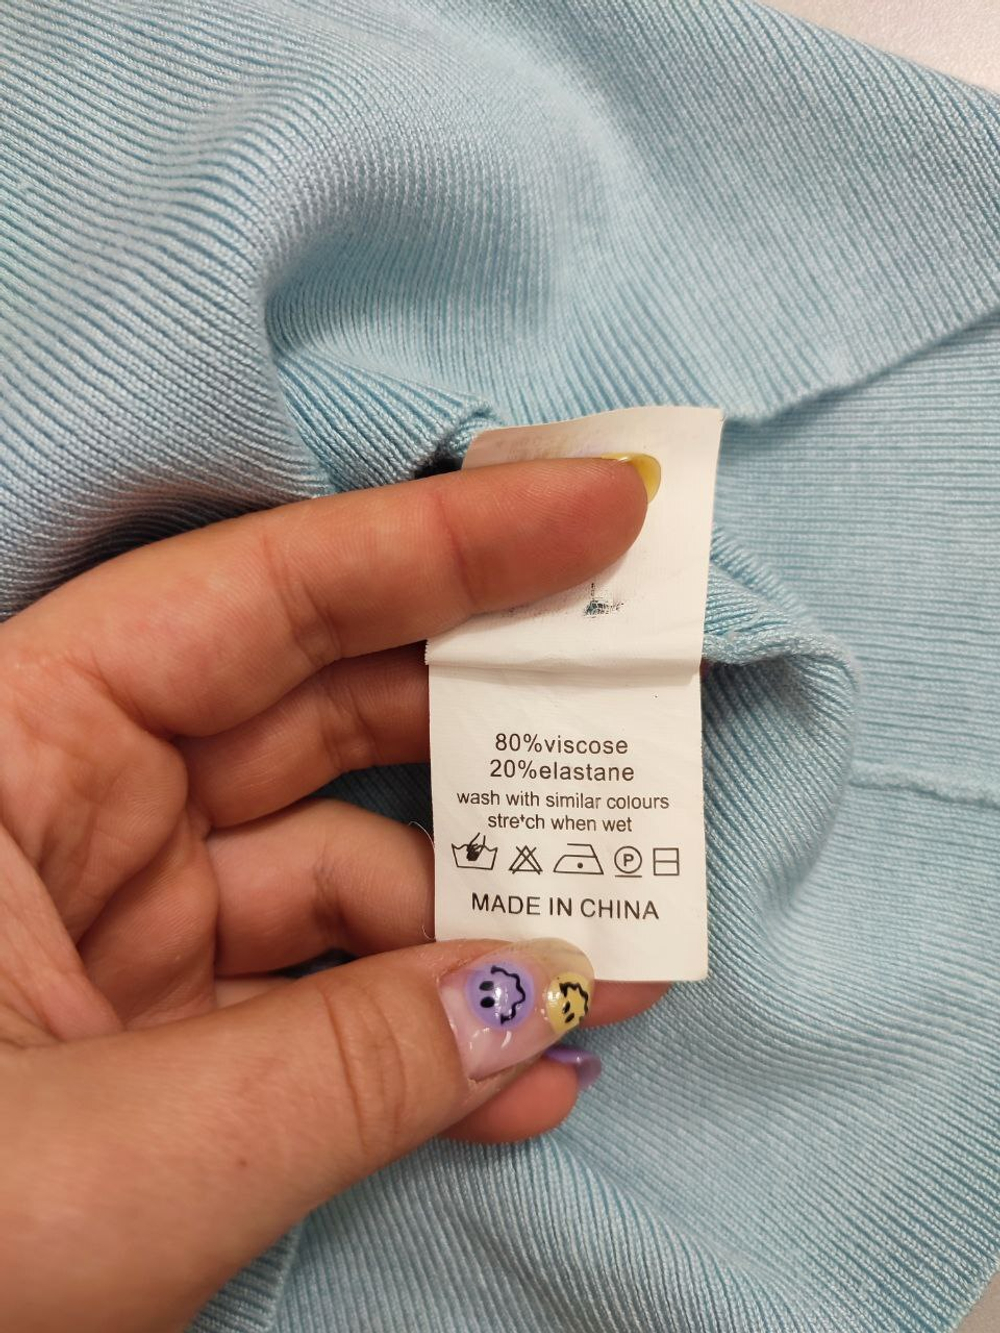 80%viscose
20%elastane
wash with similar colours
stre*ch when wet
P
MADE IN CHINA